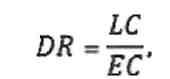 DR = LC/EC,